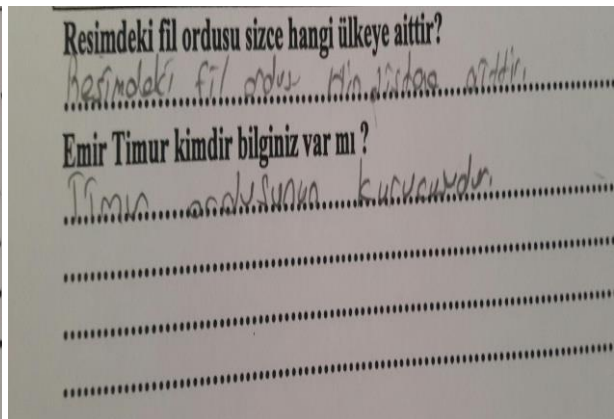 Resimdeki fil ordusu sizce hangi ülkeye aittir?
Resimdeki fil ordusu Hindistana aittir.
Emir Timur kimdir bilginiz var mı ?
Timur ordusunun kurucusudur.